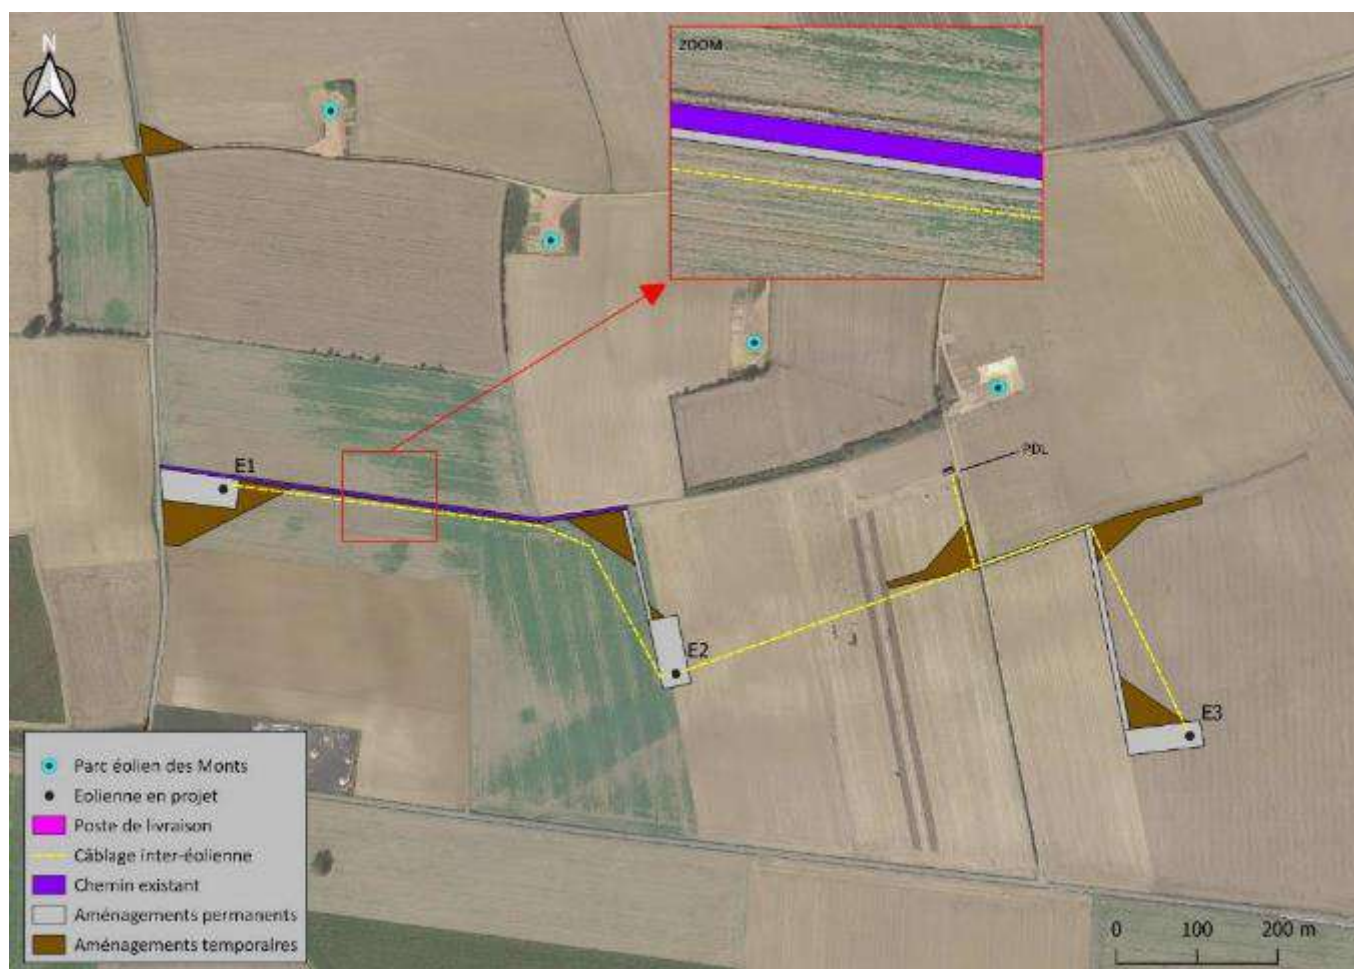 N
ZOOM
E1
PDL
E2
E3
Parc éolien des Monts
Eolienne en projet
Poste de livraison
Câblage inter-éolienne
Chemin existant
Aménagements permanents
Aménagements temporaires
0 100 200 m